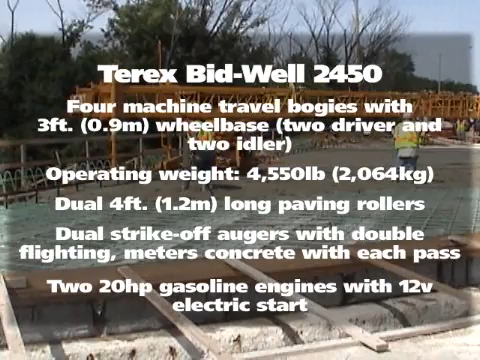 Terex Bid-Well 2450
Four machine travel bogies with
3ft. (0.9m) wheelbase (two driver and
two idler)
Operating weight: 4,550lb (2,064kg)
Dual 4ft. (1.2m) long paving rollers
Dual strike-off augers with double
flighting, meters concrete with each pass
Two 20hp gasoline engines with 12v
electric start